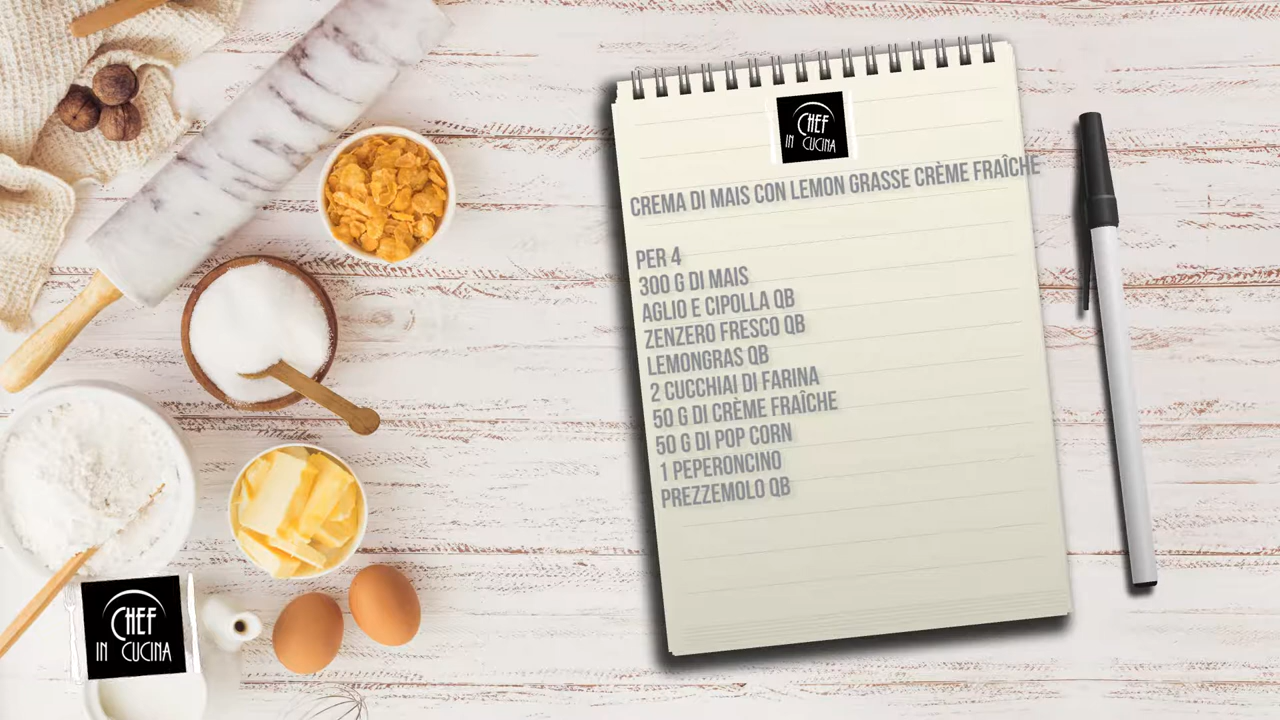 CHEF
IN CUCINA
CREMA DI MAIS CON LEMON GRASSE CRÈME FRAÎCHE
PER 4
300 G DI MAIS
AGLIO E CIPOLLA QB
ZENZERO FRESCO QB
LEMONGRAS QB
2 CUCCHIAI DI FARINA
50 G DI CRÈME FRAÎCHE
50 G DI POP CORN
1 PEPERONCINO
PREZZEMOLO QB
CHEF
IN CUCINA